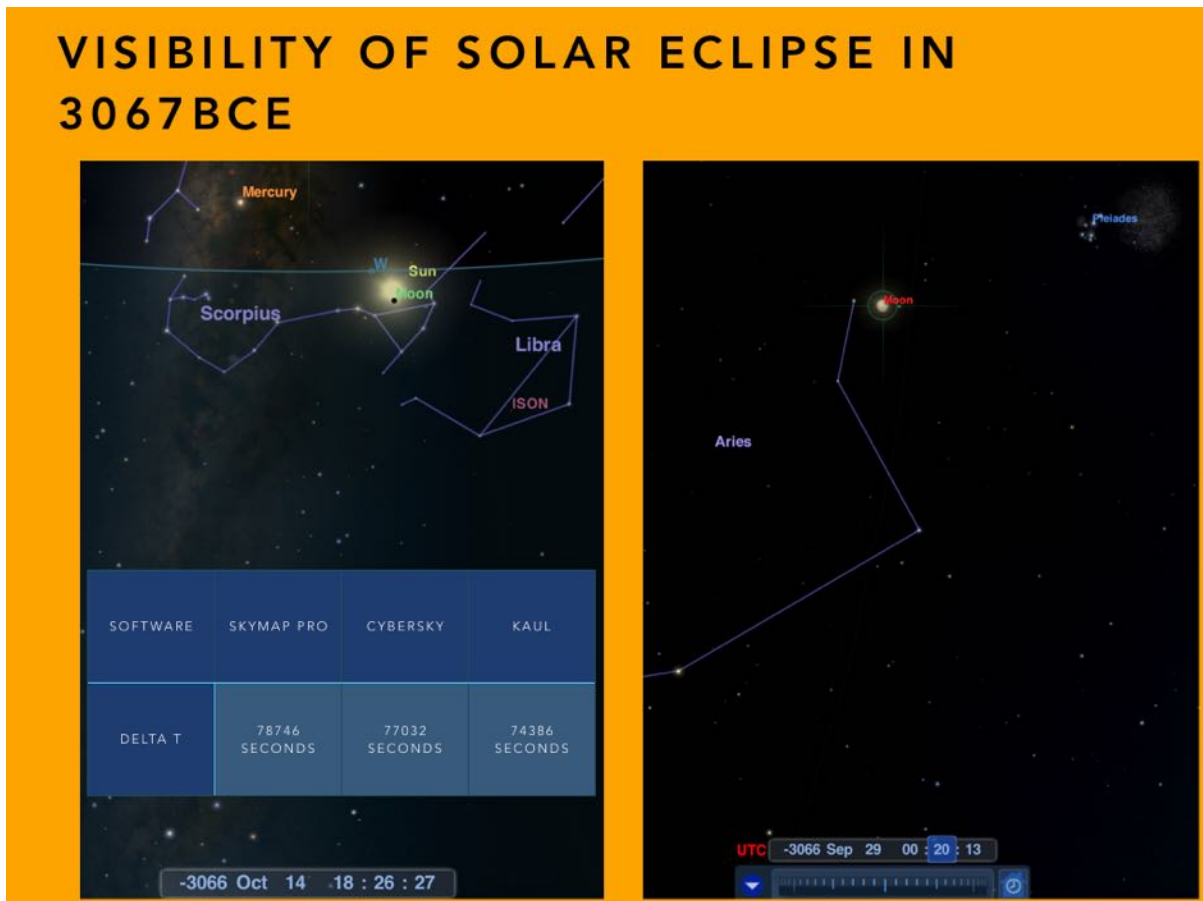 VISIBILITY OF SOLAR ECLIPSE IN
3067BCE
Mercury
W
Sun
Moon
Scorpius
Libra
ISON
SOFTWARE
SKYMAP PRO
CYBERSKY
KAUL
DELTA T
78746
SECONDS
77032
SECONDS
74386
SECONDS
-3066 Oct 14 18 : 26 : 27
Pleiades
Moon
Aries
UTC -3066 Sep 29 00 : 20 : 13